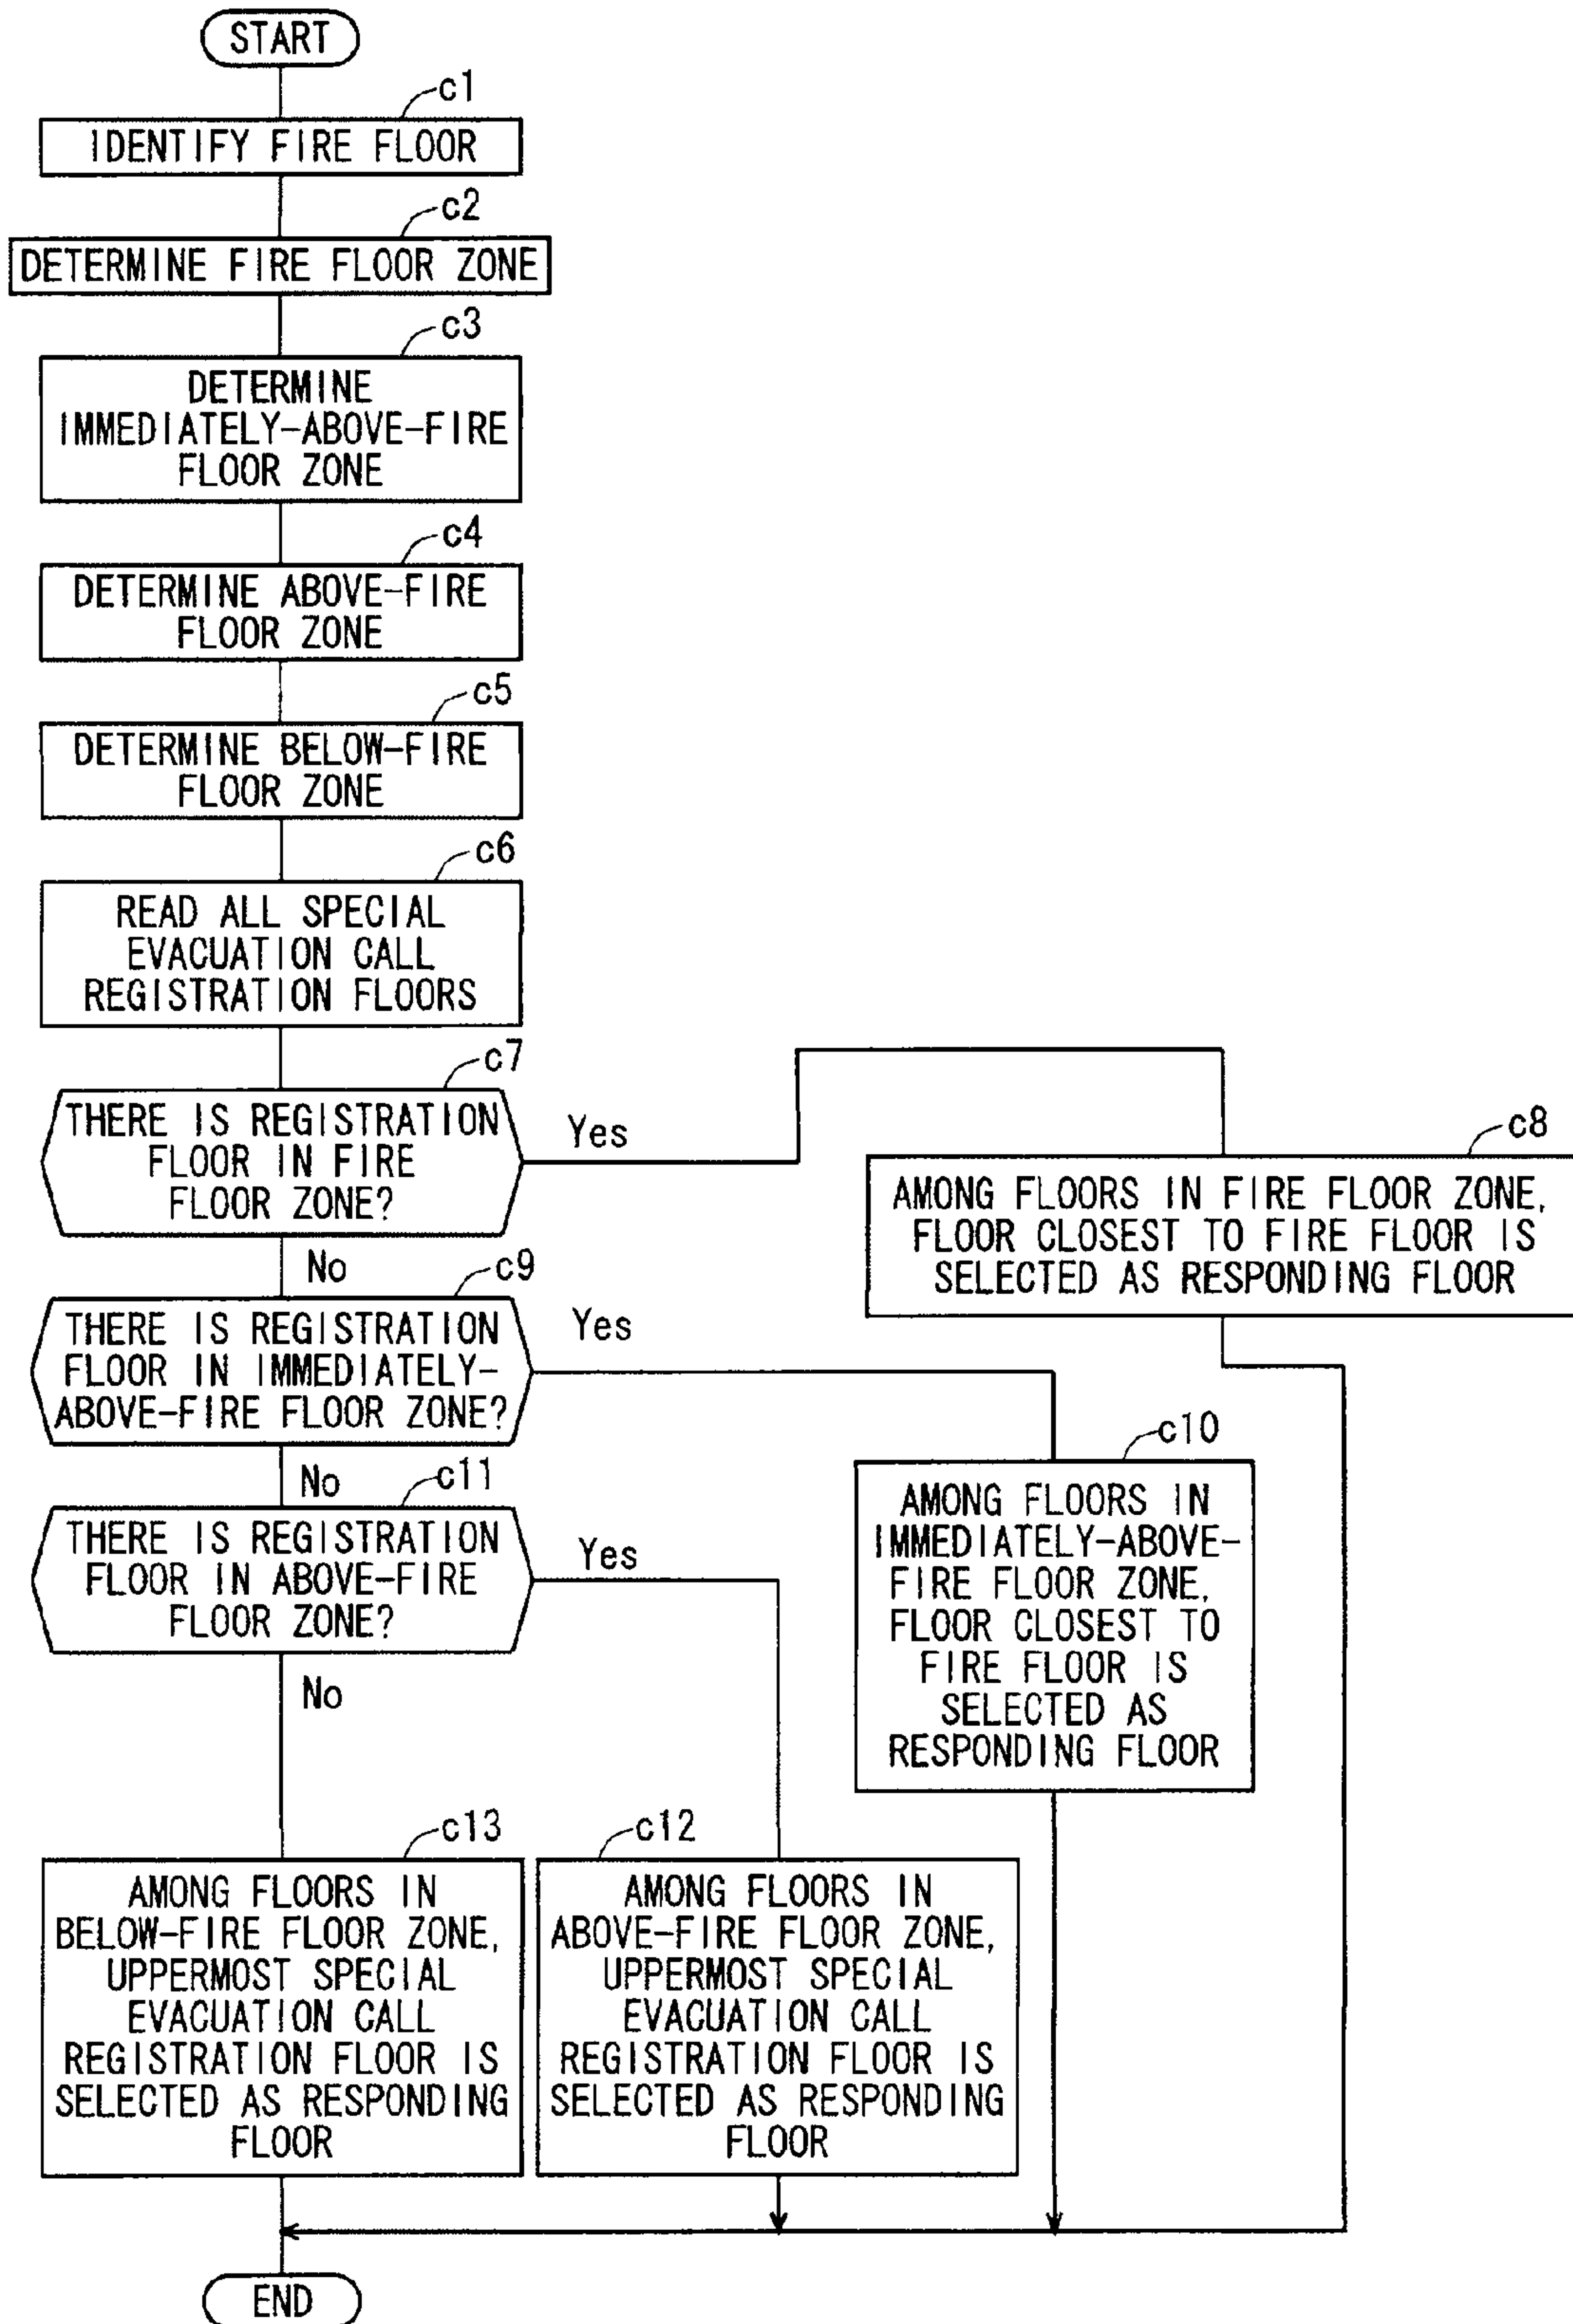 START
c1
IDENTIFY FIRE FLOOR
c2
DETERMINE FIRE FLOOR ZONE
c3
DETERMINE
IMMEDIATELY-ABOVE-FIRE
FLOOR ZONE
c4
DETERMINE ABOVE-FIRE
FLOOR ZONE
c5
DETERMINE BELOW-FIRE
FLOOR ZONE
c6
READ ALL SPECIAL
EVACUATION CALL
REGISTRATION FLOORS
c7
THERE IS REGISTRATION
FLOOR IN FIRE
FLOOR ZONE?
Yes
No
c8
AMONG FLOORS IN FIRE FLOOR ZONE,
FLOOR CLOSEST TO FIRE FLOOR IS
SELECTED AS RESPONDING FLOOR
c9
THERE IS REGISTRATION
FLOOR IN IMMEDIATELY-
ABOVE-FIRE FLOOR ZONE?
Yes
No
c10
AMONG FLOORS IN
IMMEDIATELY-ABOVE-
FIRE FLOOR ZONE,
FLOOR CLOSEST TO
FIRE FLOOR IS
SELECTED AS
RESPONDING FLOOR
c11
THERE IS REGISTRATION
FLOOR IN ABOVE-FIRE
FLOOR ZONE?
Yes
No
c13
AMONG FLOORS IN
BELOW-FIRE FLOOR ZONE,
UPPERMOST SPECIAL
EVACUATION CALL
REGISTRATION FLOOR IS
SELECTED AS RESPONDING
FLOOR
c12
AMONG FLOORS IN
ABOVE-FIRE FLOOR ZONE,
UPPERMOST SPECIAL
EVACUATION CALL
REGISTRATION FLOOR IS
SELECTED AS RESPONDING
FLOOR
END